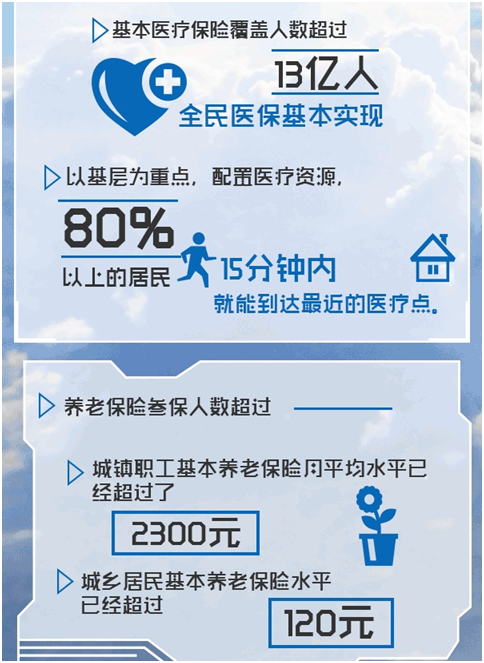 基本医疗保险覆盖人数超过
13亿人
全民医保基本实现
以基层为重点，配置医疗资源，
80%
以上的居民
15分钟内
就能到达最近的医疗点。
养老保险参保人数超过
城镇职工基本养老保险月平均水平已
经超过了
2300元
城乡居民基本养老保险水平
已经超过
120元